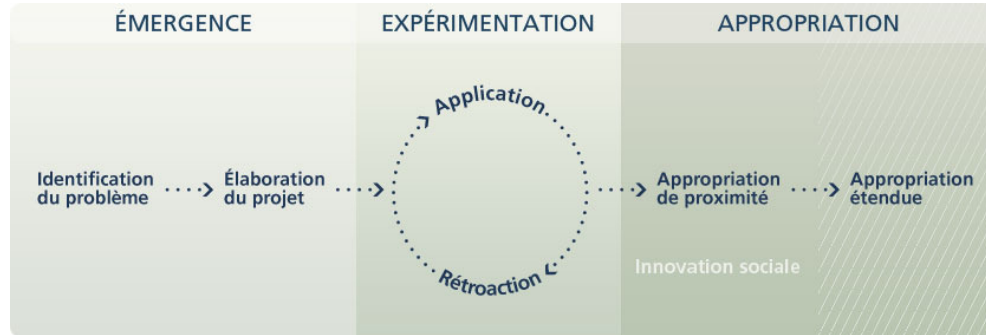 ÉMERGENCE
EXPÉRIMENTATION
APPROPRIATION
Application
Identification
du problème
Élaboration
du projet
Appropriation
de proximité
Appropriation
étendue
Rétroaction
Innovation sociale